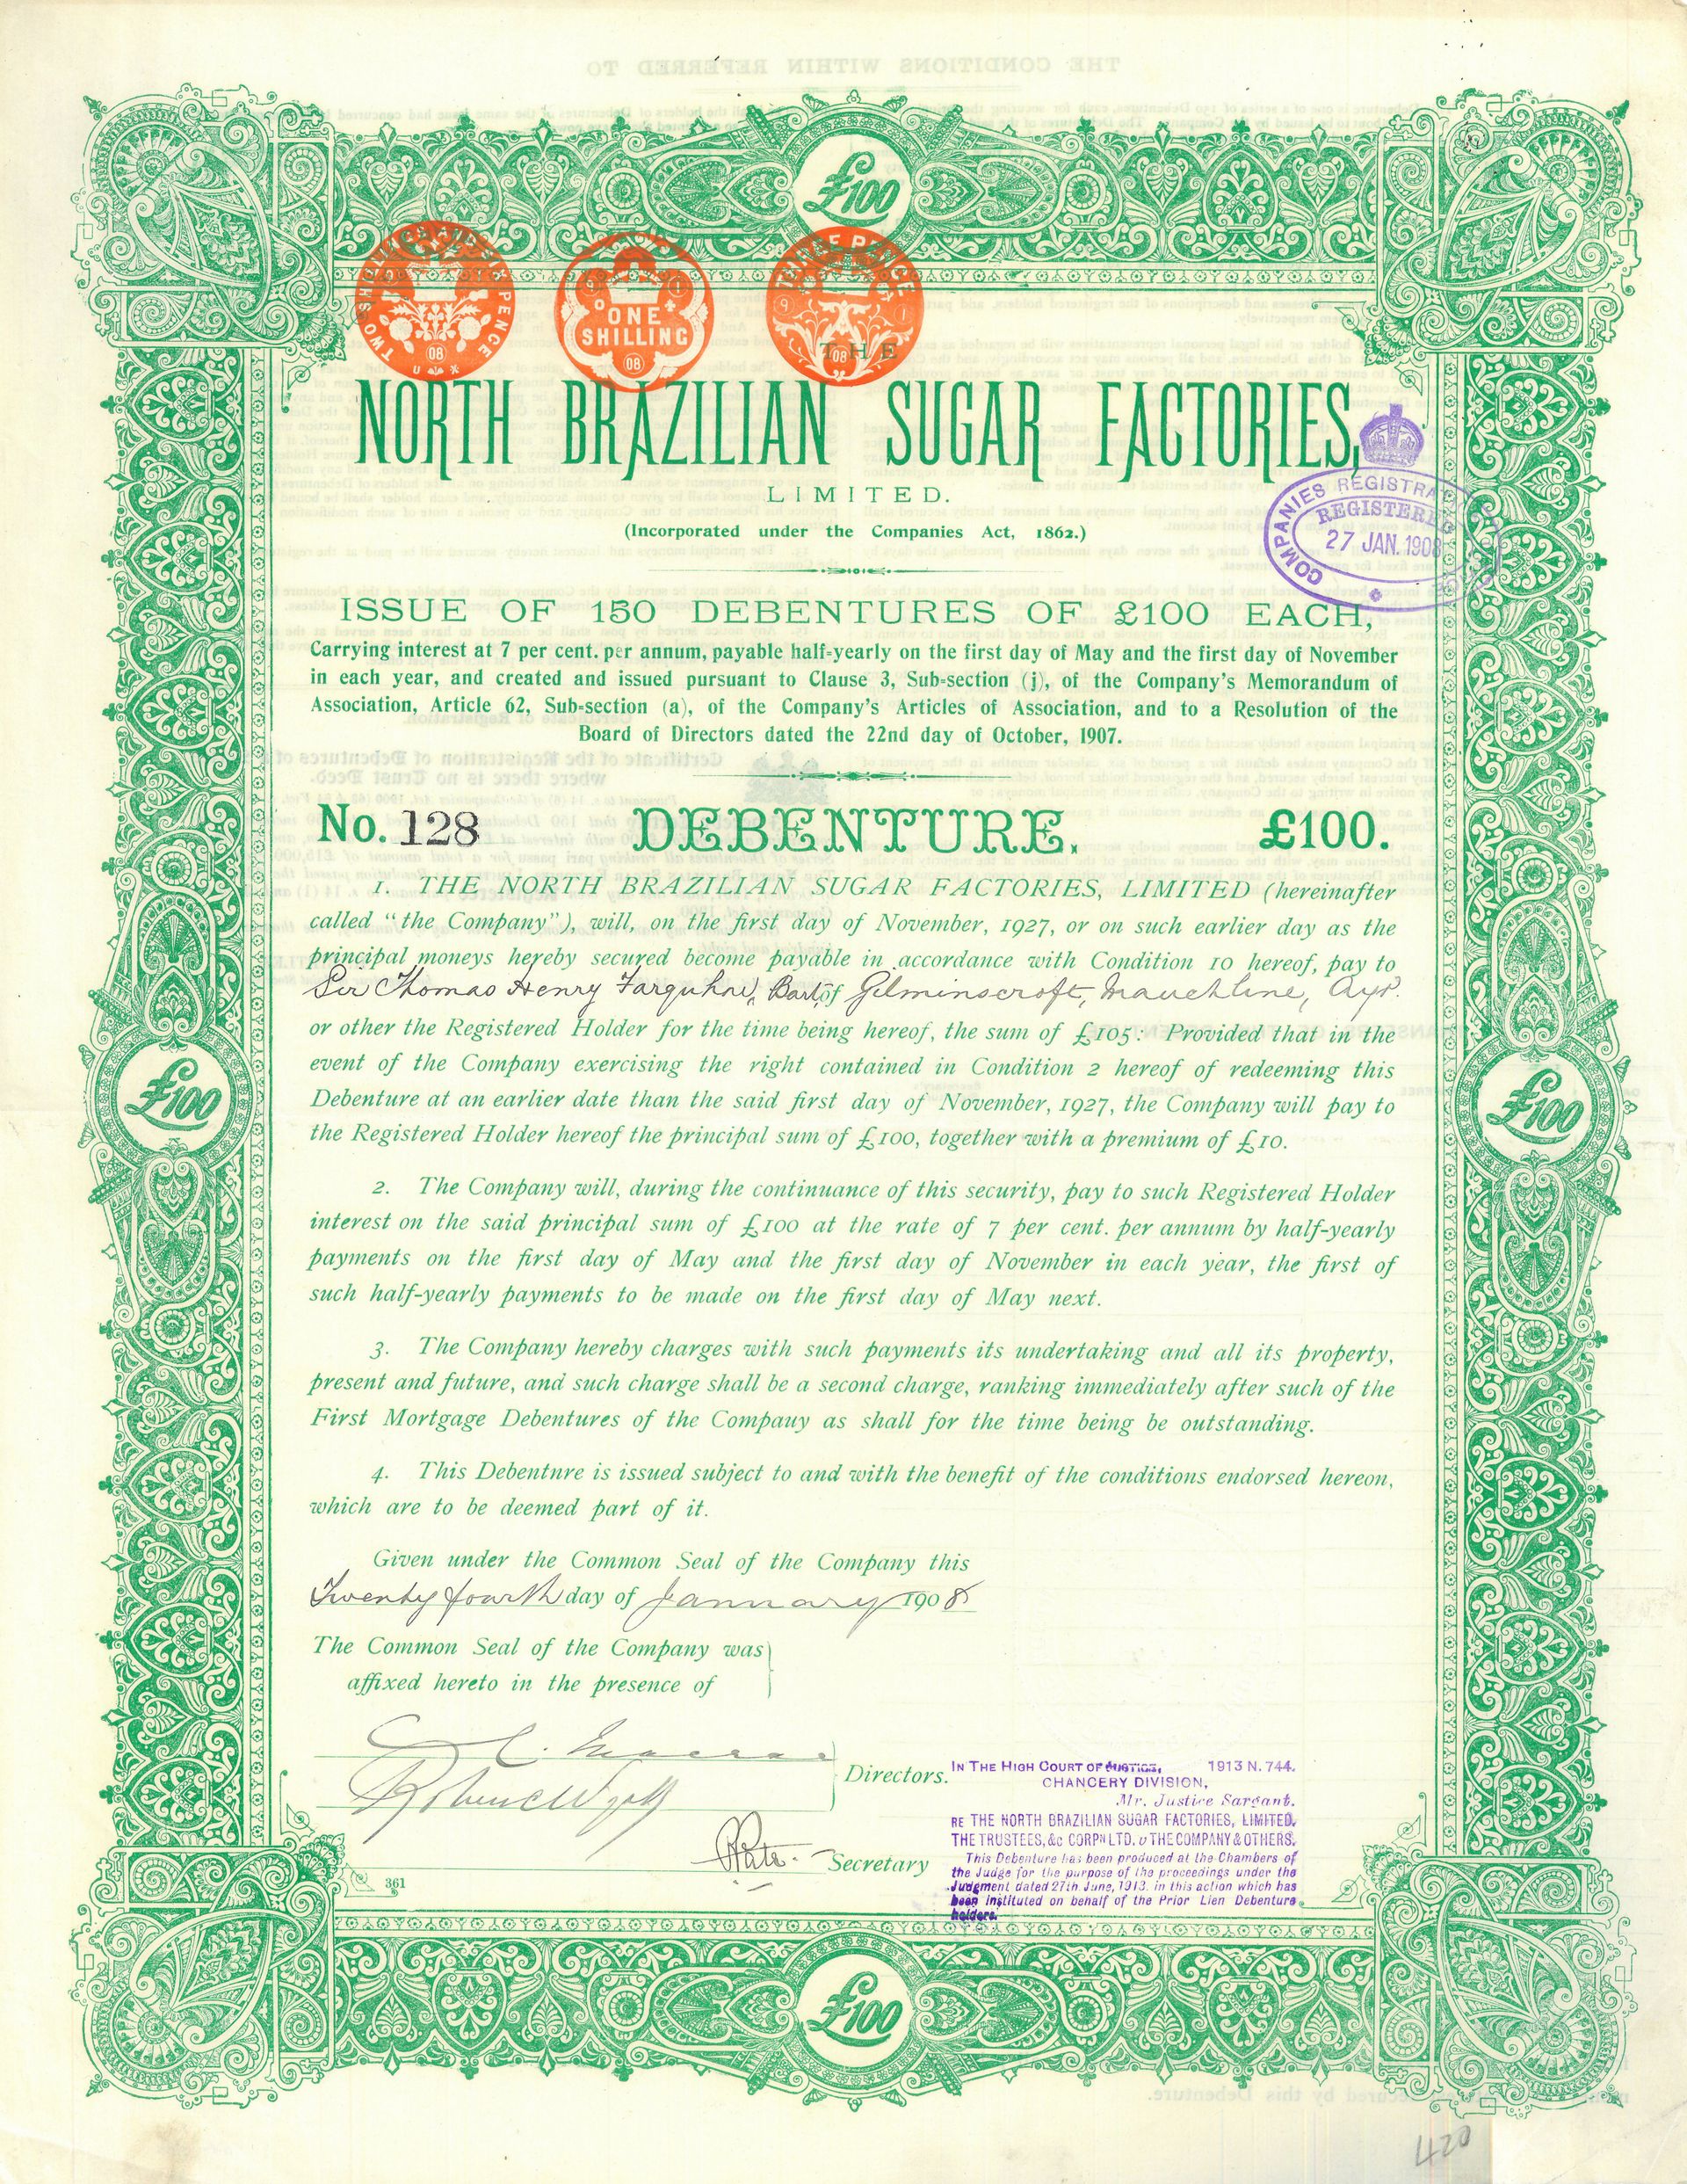 £100
TWO SHILLINGS AND SIX PENCE
08
ONE
SHILLING
08
THREE PENCE
08
THE
NORTH BRAZILIAN SUGAR FACTORIES,
LIMITED.
(Incorporated under the Companies Act, 1862.)
COMPANIES REGISTRA
REGISTERED
27 JAN. 1908
ISSUE OF 150 DEBENTURES OF £100 EACH,
Carrying interest at 7 per cent. per annum, payable half-yearly on the first day of May and the first day of November
in each year, and created and issued pursuant to Clause 3, Sub-section (j), of the Company's Memorandum of
Association, Article 62, Sub-section (a), of the Company's Articles of Association, and to a Resolution of the
Board of Directors dated the 22nd day of October, 1907.
No. 128 DEBENTURE. £100.
1. THE NORTH BRAZILIAN SUGAR FACTORIES, LIMITED (hereinafter
called "the Company"), will, on the first day of November, 1927, or on such earlier day as the
principal moneys hereby secured become payable in accordance with Condition 10 hereof, pay to
Sir Thomas Henry Farquhar, Bart, of Gilminscroft, Mauchline, Ayr.
or other the Registered Holder for the time being hereof, the sum of £105: Provided that in the
event of the Company exercising the right contained in Condition 2 hereof of redeeming this
Debenture at an earlier date than the said first day of November, 1927, the Company will pay to
the Registered Holder hereof the principal sum of £100, together with a premium of £10.
£100
£100
2. The Company will, during the continuance of this security, pay to such Registered Holder
interest on the said principal sum of £100 at the rate of 7 per cent. per annum by half-yearly
payments on the first day of May and the first day of November in each year, the first of
such half-yearly payments to be made on the first day of May next.
3. The Company hereby charges with such payments its undertaking and all its property,
present and future, and such charge shall be a second charge, ranking immediately after such of the
First Mortgage Debentures of the Company as shall for the time being be outstanding.
4. This Debentnre is issued subject to and with the benefit of the conditions endorsed hereon,
which are to be deemed part of it.
Given under the Common Seal of the Company this
Twenty fourth day of January 1908
The Common Seal of the Company was
affixed hereto in the presence of
Directors.
Secretary
IN THE HIGH COURT OF JUSTICE, 1913 N. 744.
CHANCERY DIVISION,
Mr. Justice Sargant.
RE THE NORTH BRAZILIAN SUGAR FACTORIES, LIMITED.
THE TRUSTEES, &c CORPN LTD. v THE COMPANY & OTHERS.
This Debenture has been produced at the Chambers of
the Judge for the purpose of the proceedings under the
Judgment dated 27th June, 1913. in this action which has
been instituted on behalf of the Prior Lien Debenture
holders.
361
£100
420